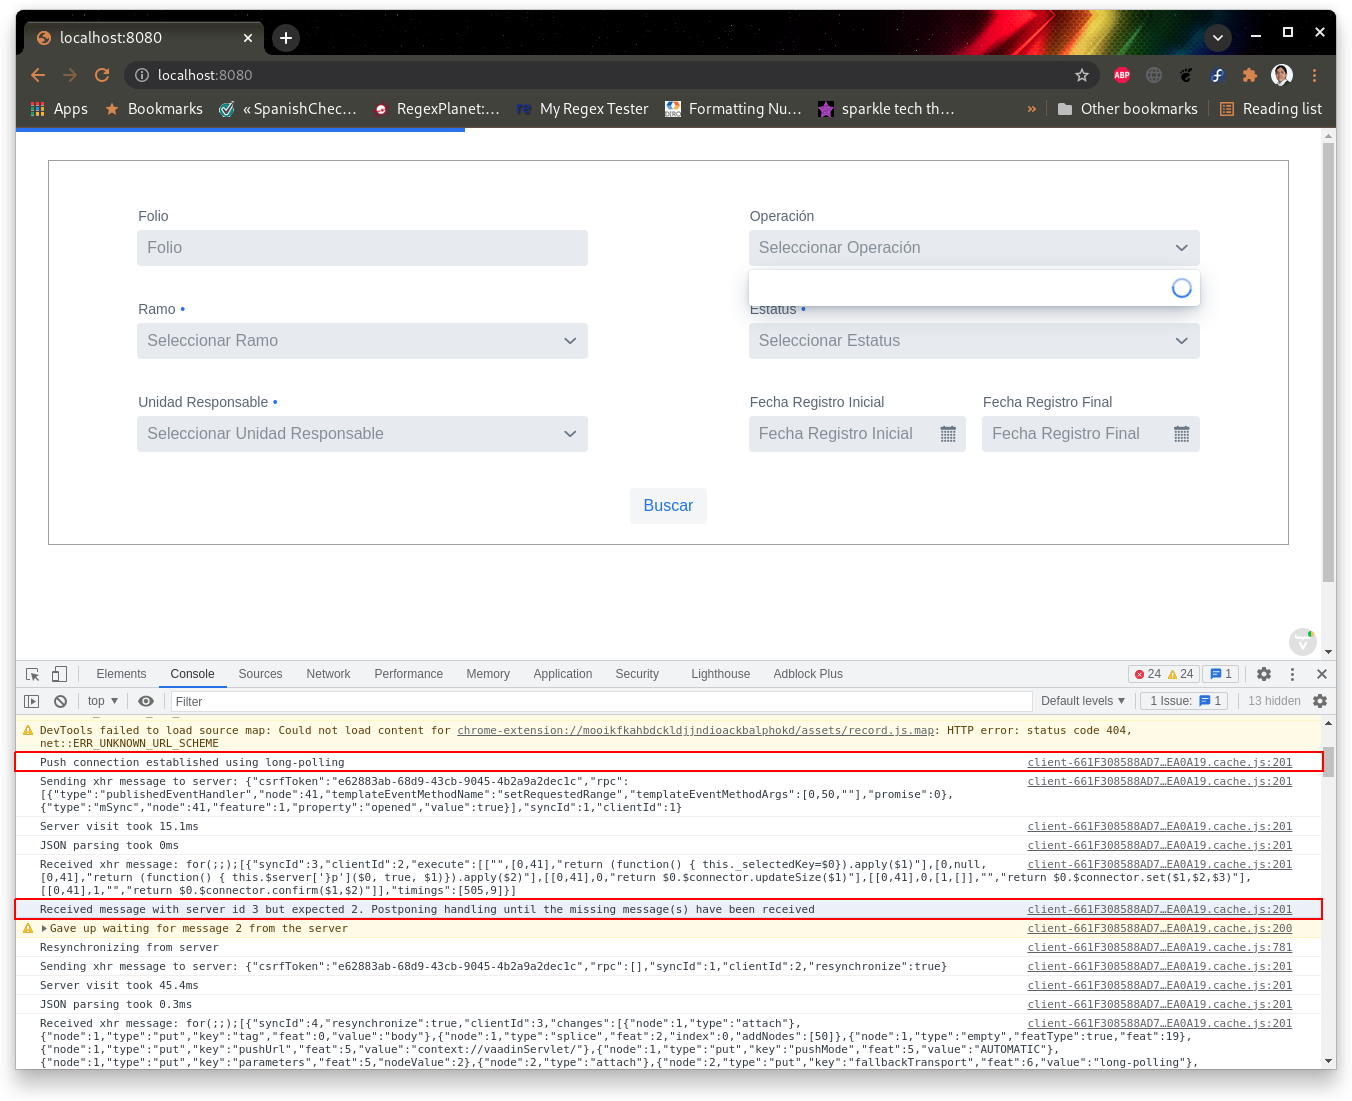 localhost:8080
localhost:8080
ABP
Apps
Bookmarks
« SpanishChec...
RegexPlanet:...
re
My Regex Tester
Formatting Nu...
sparkle tech th...
»
Other bookmarks
Reading list
Folio
Operación
Folio
Seleccionar Operación
Ramo •
Estatus •
Seleccionar Ramo
Seleccionar Estatus
Unidad Responsable •
Fecha Registro Inicial
Fecha Registro Final
Seleccionar Unidad Responsable
Fecha Registro Inicial
Fecha Registro Final
Buscar
Elements Console Sources Network Performance Memory Application Security Lighthouse Adblock Plus
24 24 1
top ▼
Filter
Default levels ▼
1 Issue: 1
13 hidden
DevTools failed to load source map: Could not load content for chrome-extension://mooikfkahbdckldjjndioackbalphokd/assets/record.js.map: HTTP error: status code 404,
net::ERR_UNKNOWN_URL_SCHEME
Push connection established using long-polling client-661F308588AD7…EA0A19.cache.js:201
Sending xhr message to server: {"csrfToken":"e62883ab-68d9-43cb-9045-4b2a9a2dec1c","rpc": client-661F308588AD7…EA0A19.cache.js:201
[{"type":"publishedEventHandler","node":41,"templateEventMethodName":"setRequestedRange","templateEventMethodArgs":[0,50,""],"promise":0},
{"type":"mSync","node":41,"feature":1,"property":"opened","value":true}],"syncId":1,"clientId":1}
Server visit took 15.1ms client-661F308588AD7…EA0A19.cache.js:201
JSON parsing took 0ms client-661F308588AD7…EA0A19.cache.js:201
Received xhr message: for(;;);[{"syncId":3,"clientId":2,"execute":[["",[0,41],"return (function() { this._selectedKey=$0}).apply($1)"],[0,null, client-661F308588AD7…EA0A19.cache.js:201
[0,41],"return (function() { this.$server['}p']($0, true, $1)}).apply($2)"],[[0,41],0,"return $0.$connector.updateSize($1)"],[[0,41],0,[1,[]],"","return $0.$connector.set($1,$2,$3)"],
[[0,41],1,"","return $0.$connector.confirm($1,$2)"]],"timings":[505,9]}]
Received message with server id 3 but expected 2. Postponing handling until the missing message(s) have been received client-661F308588AD7…EA0A19.cache.js:201
Gave up waiting for message 2 from the server client-661F308588AD7…EA0A19.cache.js:200
Resynchronizing from server client-661F308588AD7…EA0A19.cache.js:781
Sending xhr message to server: {"csrfToken":"e62883ab-68d9-43cb-9045-4b2a9a2dec1c","rpc":[],"syncId":1,"clientId":2,"resynchronize":true} client-661F308588AD7…EA0A19.cache.js:201
Server visit took 45.4ms client-661F308588AD7…EA0A19.cache.js:201
JSON parsing took 0.3ms client-661F308588AD7…EA0A19.cache.js:201
Received xhr message: for(;;);[{"syncId":4,"resynchronize":true,"clientId":3,"changes":[{"node":1,"type":"attach"}, client-661F308588AD7…EA0A19.cache.js:201
{"node":1,"type":"put","key":"tag","feat":0,"value":"body"},{"node":1,"type":"splice","feat":2,"index":0,"addNodes":[50]},{"node":1,"type":"empty","featType":true,"feat":19},
{"node":1,"type":"put","key":"pushUrl","feat":5,"value":"context://vaadinServlet/"},{"node":1,"type":"put","key":"pushMode","feat":5,"value":"AUTOMATIC"},
{"node":1,"type":"put","key":"parameters","feat":5,"nodeValue":2},{"node":2,"type":"attach"},{"node":2,"type":"put","key":"fallbackTransport","feat":6,"value":"long-polling"},